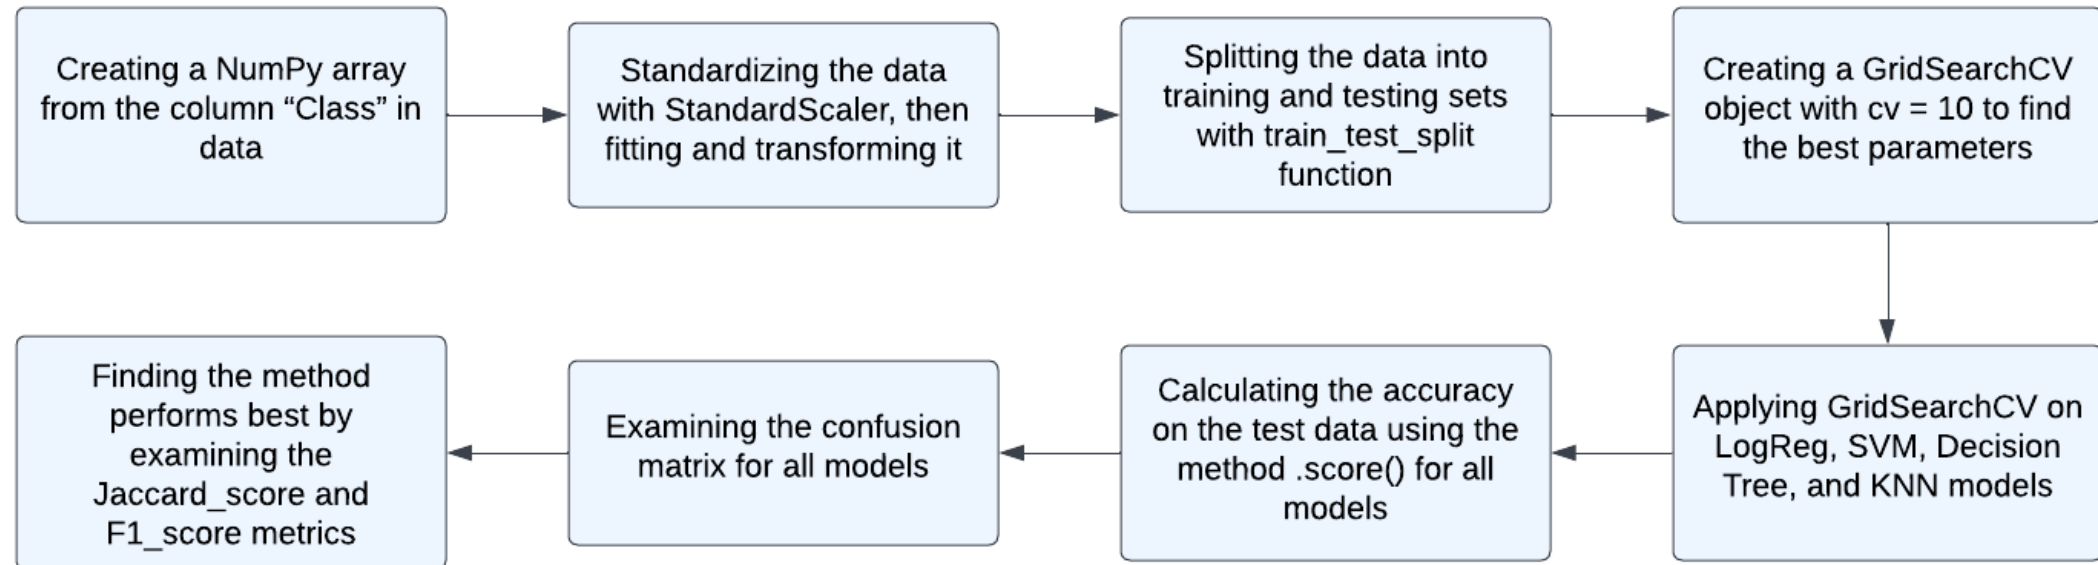 Creating a NumPy array
from the column “Class” in
data
Standardizing the data
with StandardScaler, then
fitting and transforming it
Splitting the data into
training and testing sets
with train_test_split
function
Creating a GridSearchCV
object with cv = 10 to find
the best parameters
Applying GridSearchCV on
LogReg, SVM, Decision
Tree, and KNN models
Calculating the accuracy
on the test data using the
method .score() for all
models
Examining the confusion
matrix for all models
Finding the method
performs best by
examining the
Jaccard_score and
F1_score metrics